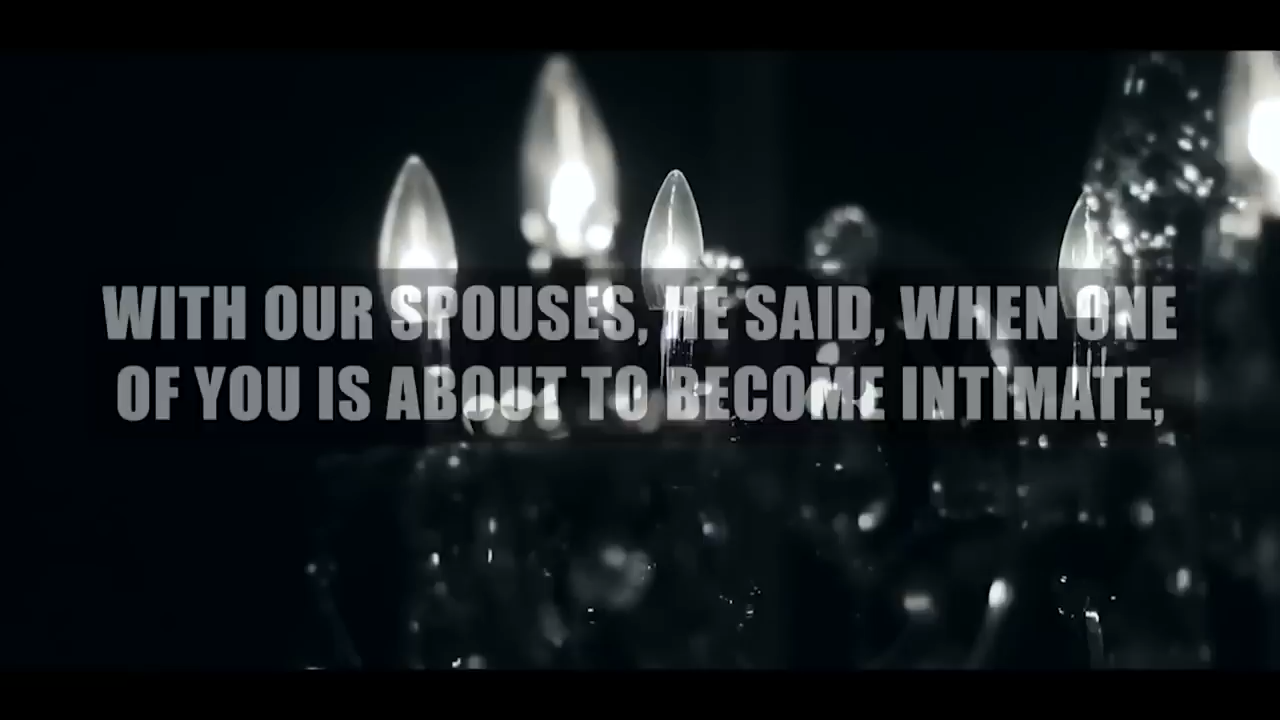 WITH OUR SPOUSES, HE SAID, WHEN ONE
OF YOU IS ABOUT TO BECOME INTIMATE,